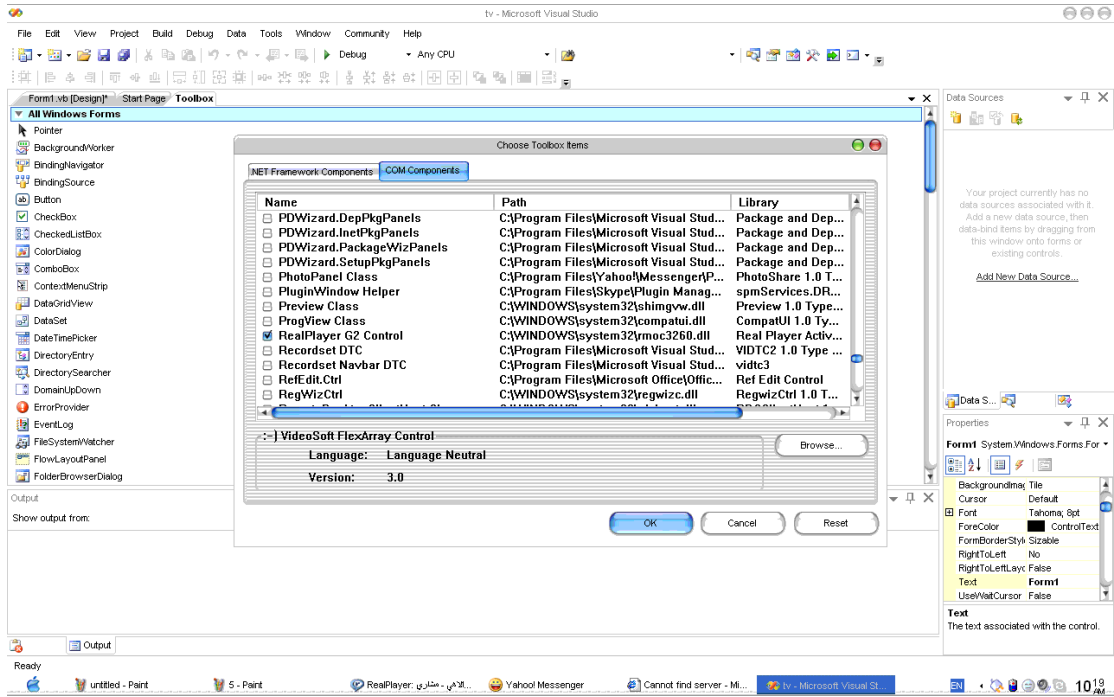 tv - Microsoft Visual Studio
File Edit View Project Build Debug Data Tools Window Community Help
Debug Any CPU
Form1.vb [Design]* Start Page Toolbox
All Windows Forms
Pointer
BackgroundWorker
BindingNavigator
BindingSource
Button
CheckBox
CheckedListBox
ColorDialog
ComboBox
ContextMenuStrip
DataGridView
DataSet
DateTimePicker
DirectoryEntry
DirectorySearcher
DomainUpDown
ErrorProvider
EventLog
FileSystemWatcher
FlowLayoutPanel
FolderBrowserDialog
Choose Toolbox Items
.NET Framework Components COM Components
Name Path Library
PDWizard.DepPkgPanels C:\Program Files\Microsoft Visual Stud... Package and Dep...
PDWizard.InetPkgPanels C:\Program Files\Microsoft Visual Stud... Package and Dep...
PDWizard.PackageWizPanels C:\Program Files\Microsoft Visual Stud... Package and Dep...
PDWizard.SetupPkgPanels C:\Program Files\Microsoft Visual Stud... Package and Dep...
PhotoPanel Class C:\Program Files\Yahoo!\Messenger\P... PhotoShare 1.0 T...
PluginWindow Helper C:\Program Files\Skype\Plugin Manag... spmServices.DR...
Preview Class C:\WINDOWS\system32\shimgvw.dll Preview 1.0 Type...
ProgView Class C:\WINDOWS\system32\compatui.dll CompatUI 1.0 Ty...
RealPlayer G2 Control C:\WINDOWS\system32\rmoc3260.dll Real Player Activ...
Recordset DTC C:\Program Files\Microsoft Visual Stud... VIDTC2 1.0 Type ...
Recordset Navbar DTC C:\Program Files\Microsoft Visual Stud... vidtc3
RefEdit.Ctrl C:\Program Files\Microsoft Office\Offic... Ref Edit Control
RegWizCtrl C:\WINDOWS\system32\regwizc.dll RegwizCtrl 1.0 T...
:-) VideoSoft FlexArray Control
Language: Language Neutral
Version: 3.0
Browse...
OK Cancel Reset
Data Sources
Your project currently has no
data sources associated with it.
Add a new data source, then
data-bind items by dragging from
this window onto forms or
existing controls.
Add New Data Source...
Data S...
Properties
Form1 System.Windows.Forms.For
BackgroundImag Tile
Cursor Default
Font Tahoma; 8pt
ForeColor ControlText
FormBorderStyl Sizable
RightToLeft No
RightToLeftLayc False
Text Form1
UseWaitCursor False
Text
The text associated with the control.
Output
Show output from:
Output
Ready
untitled - Paint 5 - Paint RealPlayer: الاهي - مشاري... Yahoo! Messenger Cannot find server - Mi... tv - Microsoft Visual St... EN 10 19